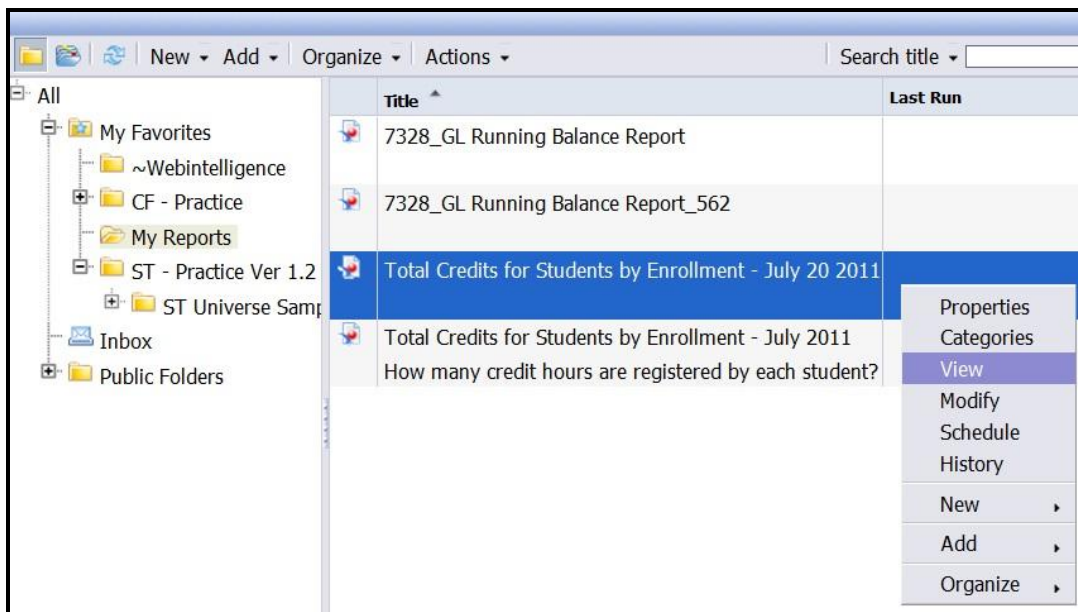 New Add Organize Actions Search title
All
My Favorites
~Webintelligence
CF - Practice
My Reports
ST - Practice Ver 1.2
ST Universe Samp
Inbox
Public Folders
Title Last Run
7328_GL Running Balance Report
7328_GL Running Balance Report_562
Total Credits for Students by Enrollment - July 20 2011
Total Credits for Students by Enrollment - July 2011
How many credit hours are registered by each student?
Properties
Categories
View
Modify
Schedule
History
New
Add
Organize